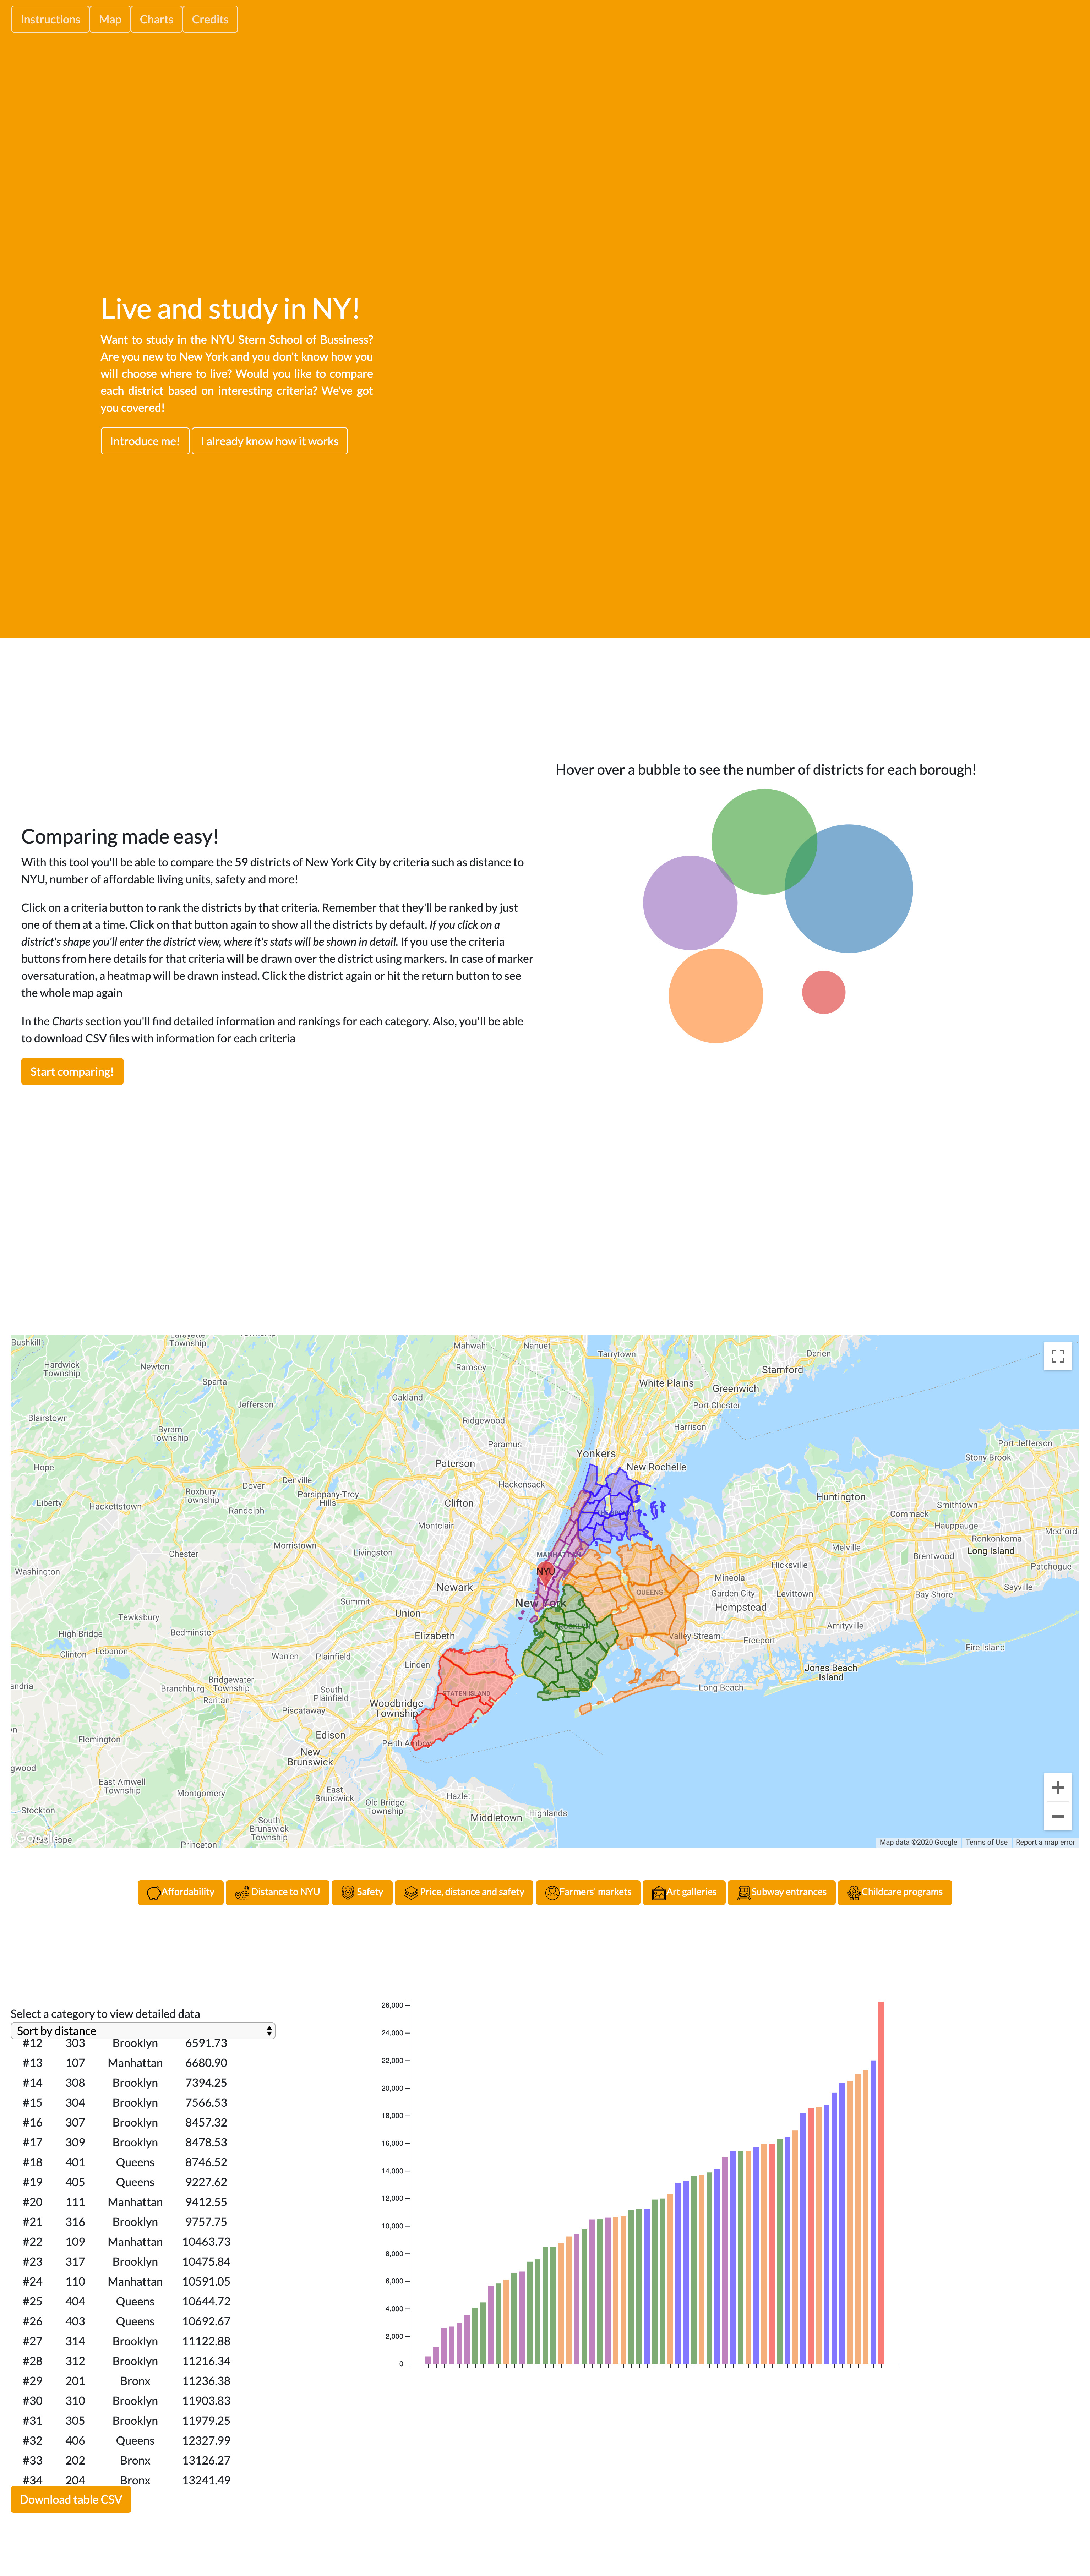 Instructions
Map
Charts
Credits
Live and study in NY!
Want to study in the NYU Stern School of Bussiness?
Are you new to New York and you don't know how you
will choose where to live? Would you like to compare
each district based on interesting criteria? We've got
you covered!
Introduce me!
I already know how it works
Hover over a bubble to see the number of districts for each borough!
Comparing made easy!
With this tool you'll be able to compare the 59 districts of New York City by criteria such as distance to
NYU, number of affordable living units, safety and more!
Click on a criteria button to rank the districts by that criteria. Remember that they'll be ranked by just
one of them at a time. Click on that button again to show all the districts by default. If you click on a
district's shape you'll enter the district view, where it's stats will be shown in detail. If you use the criteria
buttons from here details for that criteria will be drawn over the district using markers. In case of marker
oversaturation, a heatmap will be drawn instead. Click the district again or hit the return button to see
the whole map again
In the Charts section you'll find detailed information and rankings for each category. Also, you'll be able
to download CSV files with information for each criteria
Start comparing!
Bushkill
Lafayette
Township
Mahwah
Nanuet
Tarrytown
Darien
Hardwick
Township
Newton
Ramsey
Stamford
Sparta
White Plains
Greenwich
Jefferson
Oakland
Port Chester
Blairstown
Ridgewood
Harrison
Byram
Township
Paramus
Yonkers
Port Jefferson
Hope
Paterson
New Rochelle
Stony Brook
Denville
Hackensack
Roxbury
Township
Dover
Parsippany-Troy
Hills
Huntington
Liberty
Hackettstown
Clifton
Smithtown
Randolph
Commack
Montclair
Hauppauge
Medford
Morristown
Ronkonkoma
Chester
Livingston
MANHATTAN
Melville
Long Island
Brentwood
Washington
Hicksville
Patchogue
NYU
Mineola
Newark
QUEENS
Garden City
Levittown
Bay Shore
Sayville
Summit
New York
Hempstead
Union
Tewksbury
BROOKLYN
Amityville
High Bridge
Bedminster
Elizabeth
Valley Stream
Freeport
Clinton
Lebanon
Warren
Plainfield
Linden
Fire Island
Bridgewater
Jones Beach
Island
andria
Branchburg
Raritan
South
Plainfield
STATEN ISLAND
Long Beach
Woodbridge
Township
Piscataway
Flemington
Edison
Perth Amboy
New
Brunswick
East Amwell
Township
Montgomery
East
Brunswick
Hazlet
Old Bridge
Township
Highlands
Stockton
South
Brunswick
Township
Middletown
Google
Princeton
Map data ©2020 Google
Terms of Use
Report a map error
Affordability
Distance to NYU
Safety
Price, distance and safety
Farmers' markets
Art galleries
Subway entrances
Childcare programs
Select a category to view detailed data
Sort by distance
#12 303 Brooklyn 6591.73
#13 107 Manhattan 6680.90
#14 308 Brooklyn 7394.25
#15 304 Brooklyn 7566.53
#16 307 Brooklyn 8457.32
#17 309 Brooklyn 8478.53
#18 401 Queens 8746.52
#19 405 Queens 9227.62
#20 111 Manhattan 9412.55
#21 316 Brooklyn 9757.75
#22 109 Manhattan 10463.73
#23 317 Brooklyn 10475.84
#24 110 Manhattan 10591.05
#25 404 Queens 10644.72
#26 403 Queens 10692.67
#27 314 Brooklyn 11122.88
#28 312 Brooklyn 11216.34
#29 201 Bronx 11236.38
#30 310 Brooklyn 11903.83
#31 305 Brooklyn 11979.25
#32 406 Queens 12327.99
#33 202 Bronx 13126.27
#34 204 Bronx 13241.49
Download table CSV
26,000
24,000
22,000
20,000
18,000
16,000
14,000
12,000
10,000
8,000
6,000
4,000
2,000
0